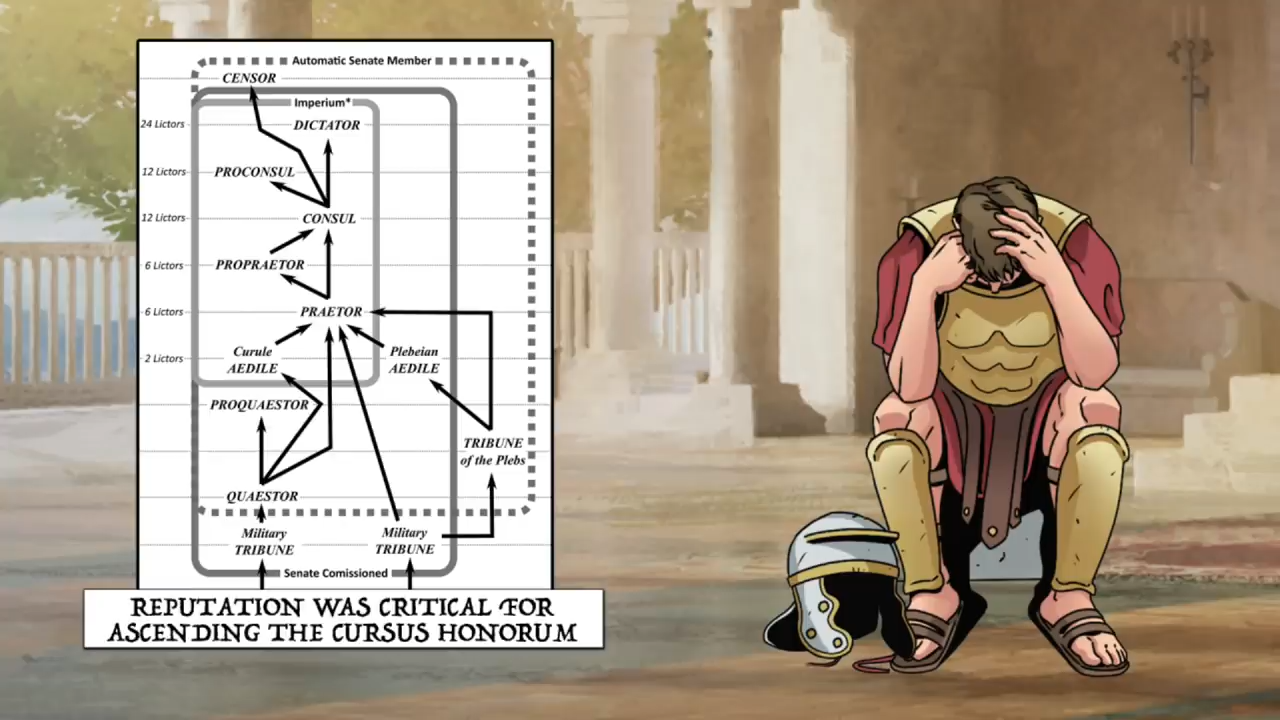 Automatic Senate Member
CENSOR
Imperium*
24 Lictors
DICTATOR
12 Lictors
PROCONSUL
12 Lictors
CONSUL
6 Lictors
PROPRAETOR
6 Lictors
PRAETOR
2 Lictors
Curule
AEDILE
Plebeian
AEDILE
PROQUAESTOR
TRIBUNE
of the Plebs
QUAESTOR
Military
TRIBUNE
Military
TRIBUNE
Senate Comissioned
REPUTATION WAS CRITICAL FOR
ASCENDING THE CURSUS HONORUM